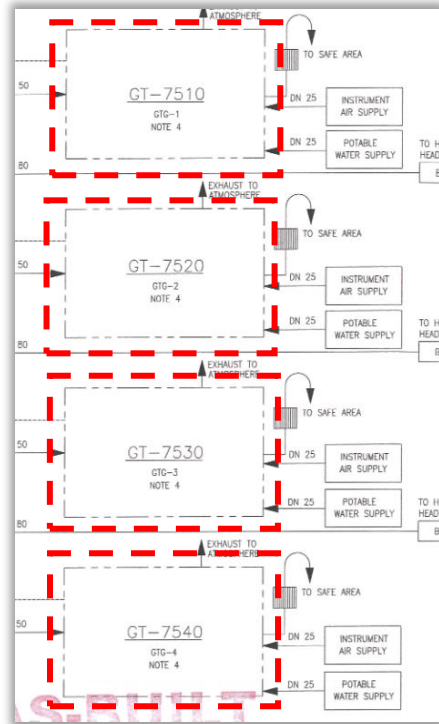 ATMOSPHERE
TO SAFE AREA
50
GT-7510
GTG-1
NOTE 4
DN 25
INSTRUMENT
AIR SUPPLY
DN 25
POTABLE
WATER SUPPLY
TO H
HEAD
80
B
EXHAUST TO
ATMOSPHERE
TO SAFE AREA
50
GT-7520
GTG-2
NOTE 4
DN 25
INSTRUMENT
AIR SUPPLY
DN 25
POTABLE
WATER SUPPLY
TO H
HEAD
80
B
EXHAUST TO
ATMOSPHERE
TO SAFE AREA
50
GT-7530
GTG-3
NOTE 4
DN 25
INSTRUMENT
AIR SUPPLY
DN 25
POTABLE
WATER SUPPLY
TO H
HEAD
80
B
EXHAUST TO
ATMOSPHERE
TO SAFE AREA
50
GT-7540
GTG-4
NOTE 4
DN 25
INSTRUMENT
AIR SUPPLY
DN 25
POTABLE
WATER SUPPLY
AS-BUILT